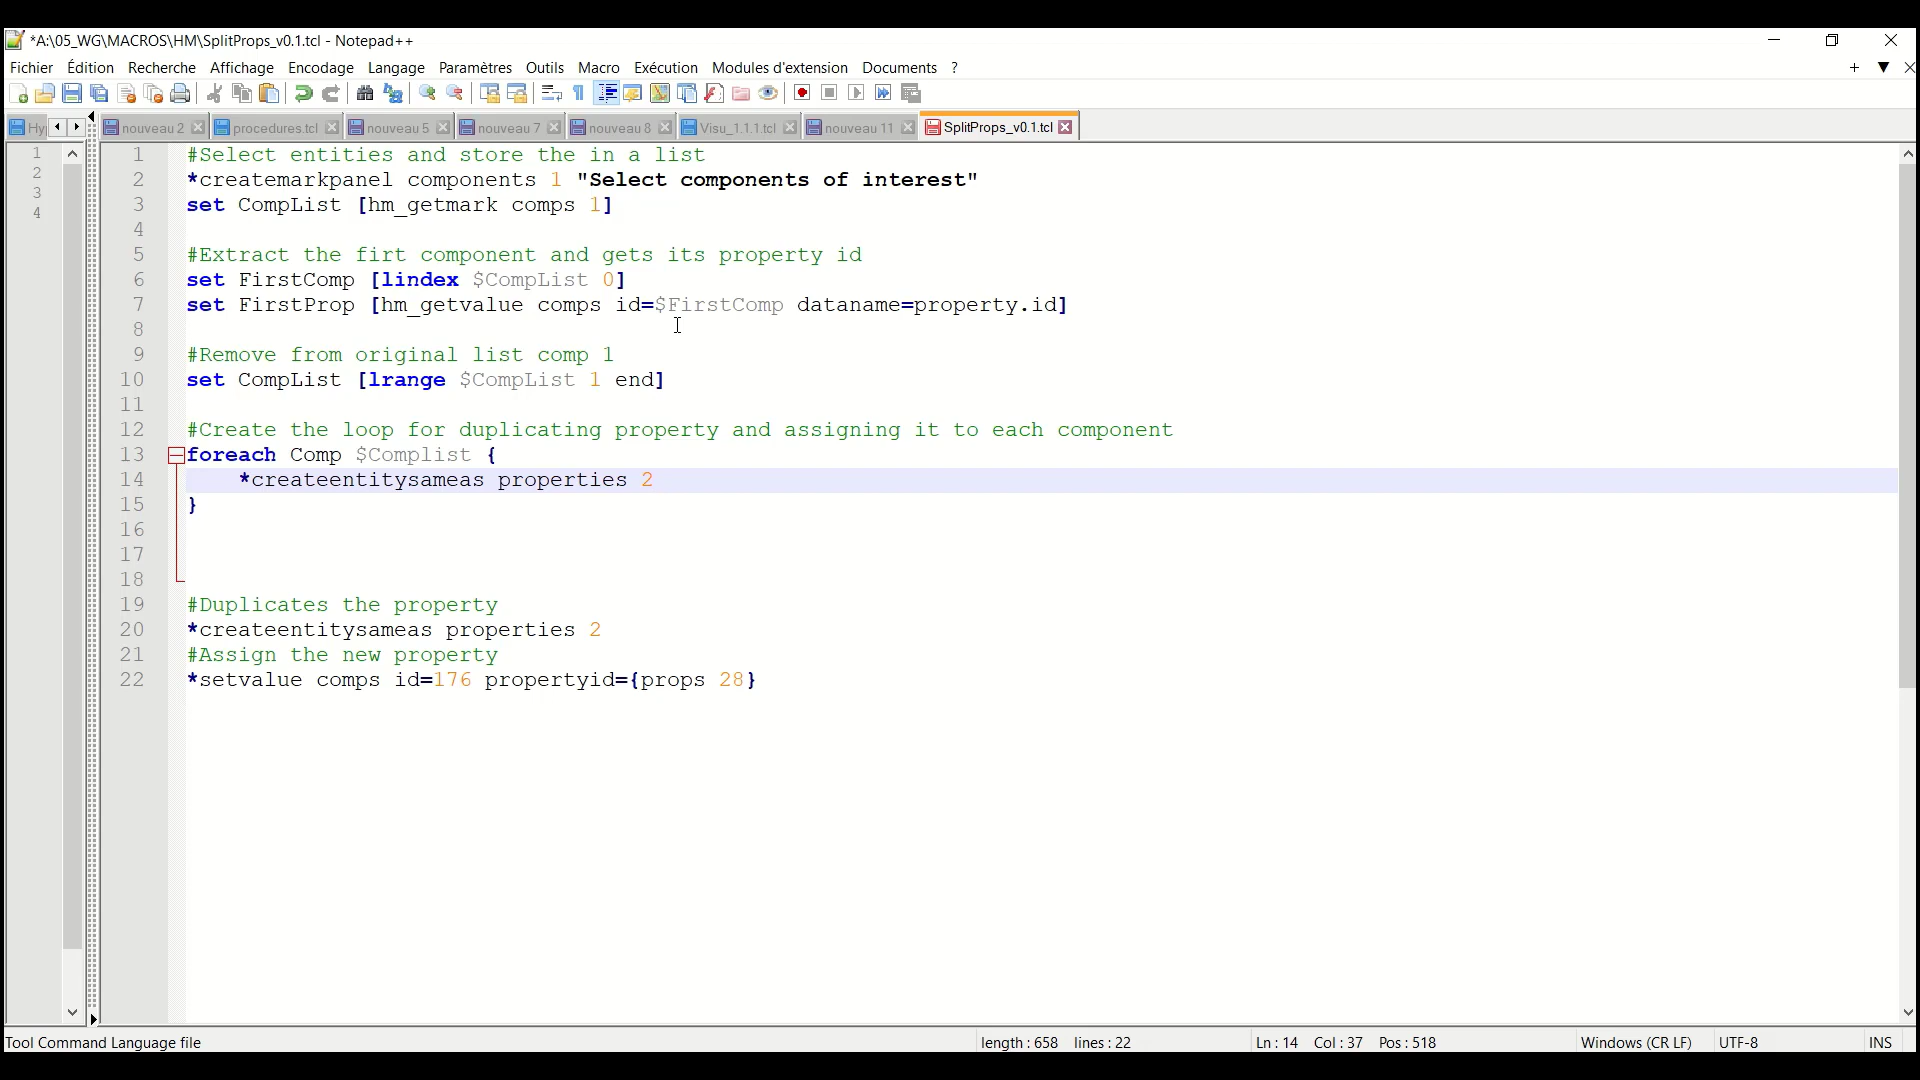 *A:\05_WG\MACROS\HM\SplitProps_v0.1.tcl - Notepad++
Fichier Édition Recherche Affichage Encodage Langage Paramètres Outils Macro Exécution Modules d'extension Documents ?
Hy nouveau 2 procedures.tcl nouveau 5 nouveau 7 nouveau 8 Visu_1.1.1.tcl nouveau 11 SplitProps_v0.1.tcl
1
2
3
4
1 #Select entities and store the in a list
2 *createmarkpanel components 1 "Select components of interest"
3 set CompList [hm_getmark comps 1]
4
5 #Extract the firt component and gets its property id
6 set FirstComp [lindex $CompList 0]
7 set FirstProp [hm_getvalue comps id=$FirstComp dataname=property.id]
8
9 #Remove from original list comp 1
10 set CompList [lrange $CompList 1 end]
11
12 #Create the loop for duplicating property and assigning it to each component
13 foreach Comp $Complist {
14 *createentitysameas properties 2
15 }
16
17
18
19 #Duplicates the property
20 *createentitysameas properties 2
21 #Assign the new property
22 *setvalue comps id=176 propertyid={props 28}
Tool Command Language file length : 658 lines : 22 Ln : 14 Col : 37 Pos : 518 Windows (CR LF) UTF-8 INS